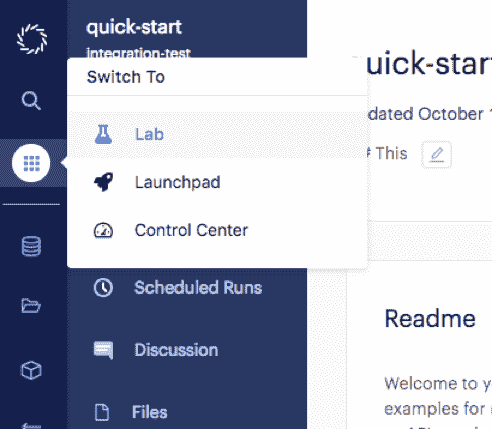 quick-start
integration-test
Switch To
Lab
Launchpad
Control Center
Scheduled Runs
Discussion
Files
uick-start
dated October
This
Readme
Welcome to y
examples for